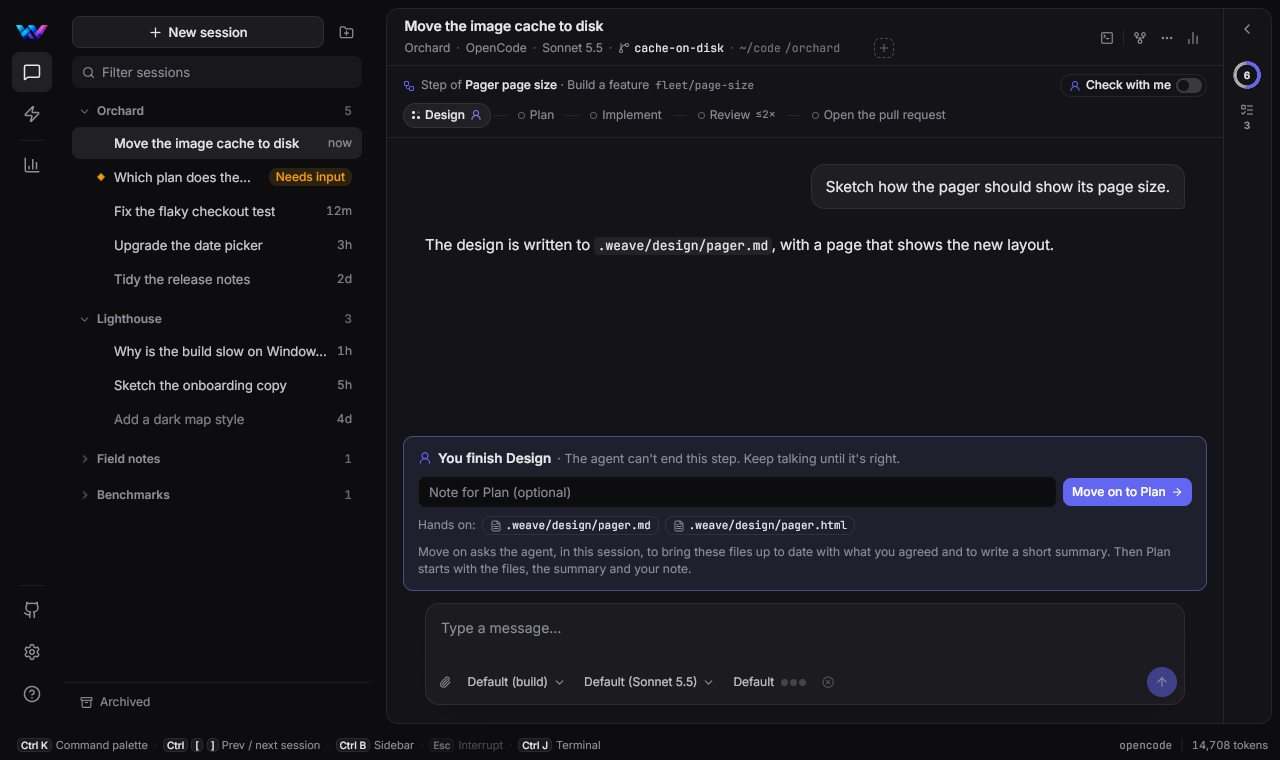 New session
Filter sessions
Orchard 5
Move the image cache to disk now
Which plan does the... Needs input
Fix the flaky checkout test 12m
Upgrade the date picker 3h
Tidy the release notes 2d
Lighthouse 3
Why is the build slow on Window... 1h
Sketch the onboarding copy 5h
Add a dark map style 4d
Field notes 1
Benchmarks 1
Archived
Move the image cache to disk
Orchard · OpenCode · Sonnet 5.5 · cache-on-disk · ~/code/orchard
Step of Pager page size · Build a feature fleet/page-size
Check with me
Design Plan Implement Review ≤2× Open the pull request
Sketch how the pager should show its page size.
The design is written to .weave/design/pager.md, with a page that shows the new layout.
You finish Design · The agent can't end this step. Keep talking until it's right.
Note for Plan (optional)
Move on to Plan →
Hands on: .weave/design/pager.md .weave/design/pager.html
Move on asks the agent, in this session, to bring these files up to date with what you agreed and to write a short summary. Then Plan
starts with the files, the summary and your note.
Type a message...
Default (build) Default (Sonnet 5.5) Default
6
3
Ctrl K Command palette · Ctrl [ ] Prev / next session · Ctrl B Sidebar · Esc Interrupt · Ctrl J Terminal
opencode 14,708 tokens